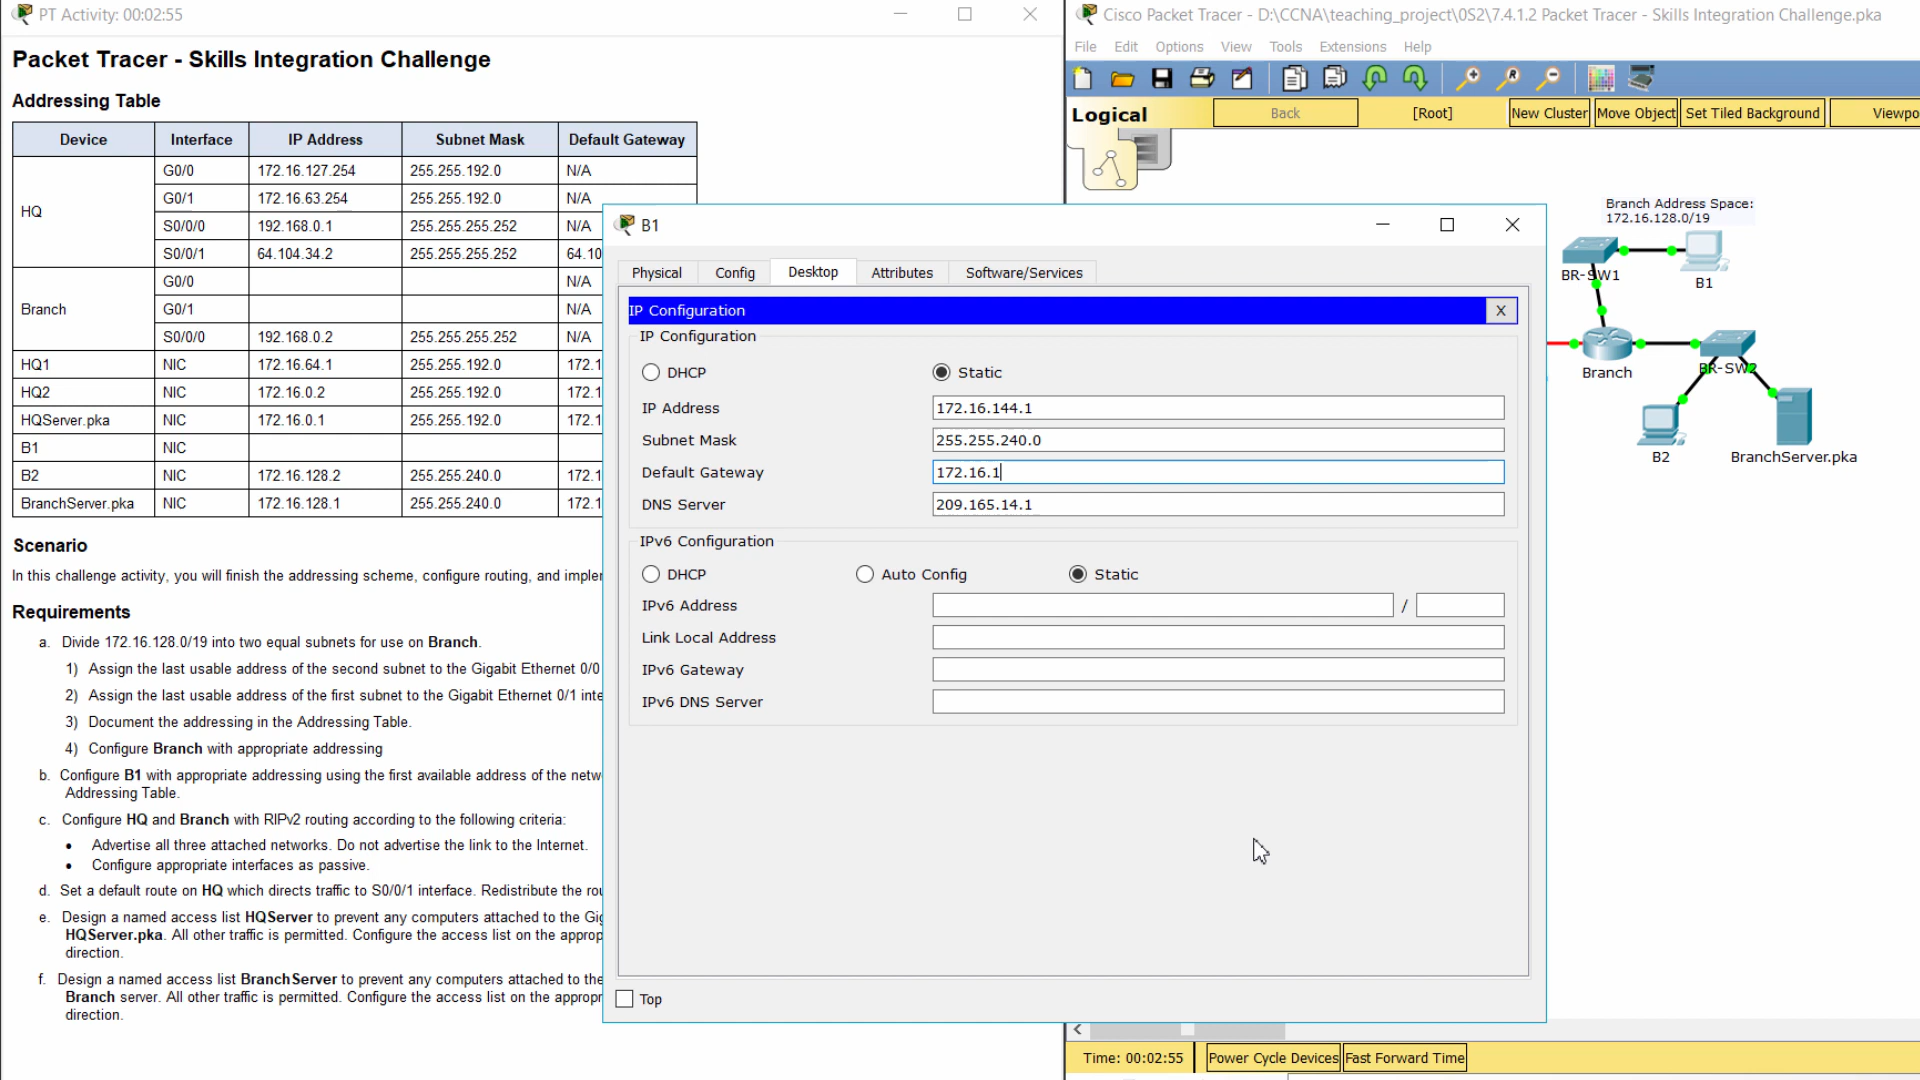 PT Activity: 00:02:55
Packet Tracer - Skills Integration Challenge
Addressing Table
Device Interface IP Address Subnet Mask Default Gateway
HQ
G0/0 172.16.127.254 255.255.192.0 N/A
G0/1 172.16.63.254 255.255.192.0 N/A
S0/0/0 192.168.0.1 255.255.255.252 N/A
S0/0/1 64.104.34.2 255.255.255.252 64.10
Branch
G0/0 N/A
G0/1 N/A
S0/0/0 192.168.0.2 255.255.255.252 N/A
HQ1 NIC 172.16.64.1 255.255.192.0 172.1
HQ2 NIC 172.16.0.2 255.255.192.0 172.1
HQServer.pka NIC 172.16.0.1 255.255.192.0 172.1
B1 NIC
B2 NIC 172.16.128.2 255.255.240.0 172.1
BranchServer.pka NIC 172.16.128.1 255.255.240.0 172.1
Scenario
In this challenge activity, you will finish the addressing scheme, configure routing, and imple
Requirements
a. Divide 172.16.128.0/19 into two equal subnets for use on Branch.
1) Assign the last usable address of the second subnet to the Gigabit Ethernet 0/0
2) Assign the last usable address of the first subnet to the Gigabit Ethernet 0/1 inte
3) Document the addressing in the Addressing Table.
4) Configure Branch with appropriate addressing
b. Configure B1 with appropriate addressing using the first available address of the netw
Addressing Table.
c. Configure HQ and Branch with RIPv2 routing according to the following criteria:
• Advertise all three attached networks. Do not advertise the link to the Internet.
• Configure appropriate interfaces as passive.
d. Set a default route on HQ which directs traffic to S0/0/1 interface. Redistribute the rou
e. Design a named access list HQServer to prevent any computers attached to the Gig
HQServer.pka. All other traffic is permitted. Configure the access list on the approp
direction.
f. Design a named access list BranchServer to prevent any computers attached to the
Branch server. All other traffic is permitted. Configure the access list on the appropr
direction.
B1
Physical Config Desktop Attributes Software/Services
IP Configuration X
IP Configuration
DHCP Static
IP Address 172.16.144.1
Subnet Mask 255.255.240.0
Default Gateway 172.16.1
DNS Server 209.165.14.1
IPv6 Configuration
DHCP Auto Config Static
IPv6 Address /
Link Local Address
IPv6 Gateway
IPv6 DNS Server
Top
Cisco Packet Tracer - D:\CCNA\teaching_project\0S2\7.4.1.2 Packet Tracer - Skills Integration Challenge.pka
File Edit Options View Tools Extensions Help
Logical Back [Root] New Cluster Move Object Set Tiled Background Viewpo
Branch Address Space:
172.16.128.0/19
BR-SW1
B1
Branch
BR-SW2
B2
BranchServer.pka
Time: 00:02:55 Power Cycle Devices Fast Forward Time